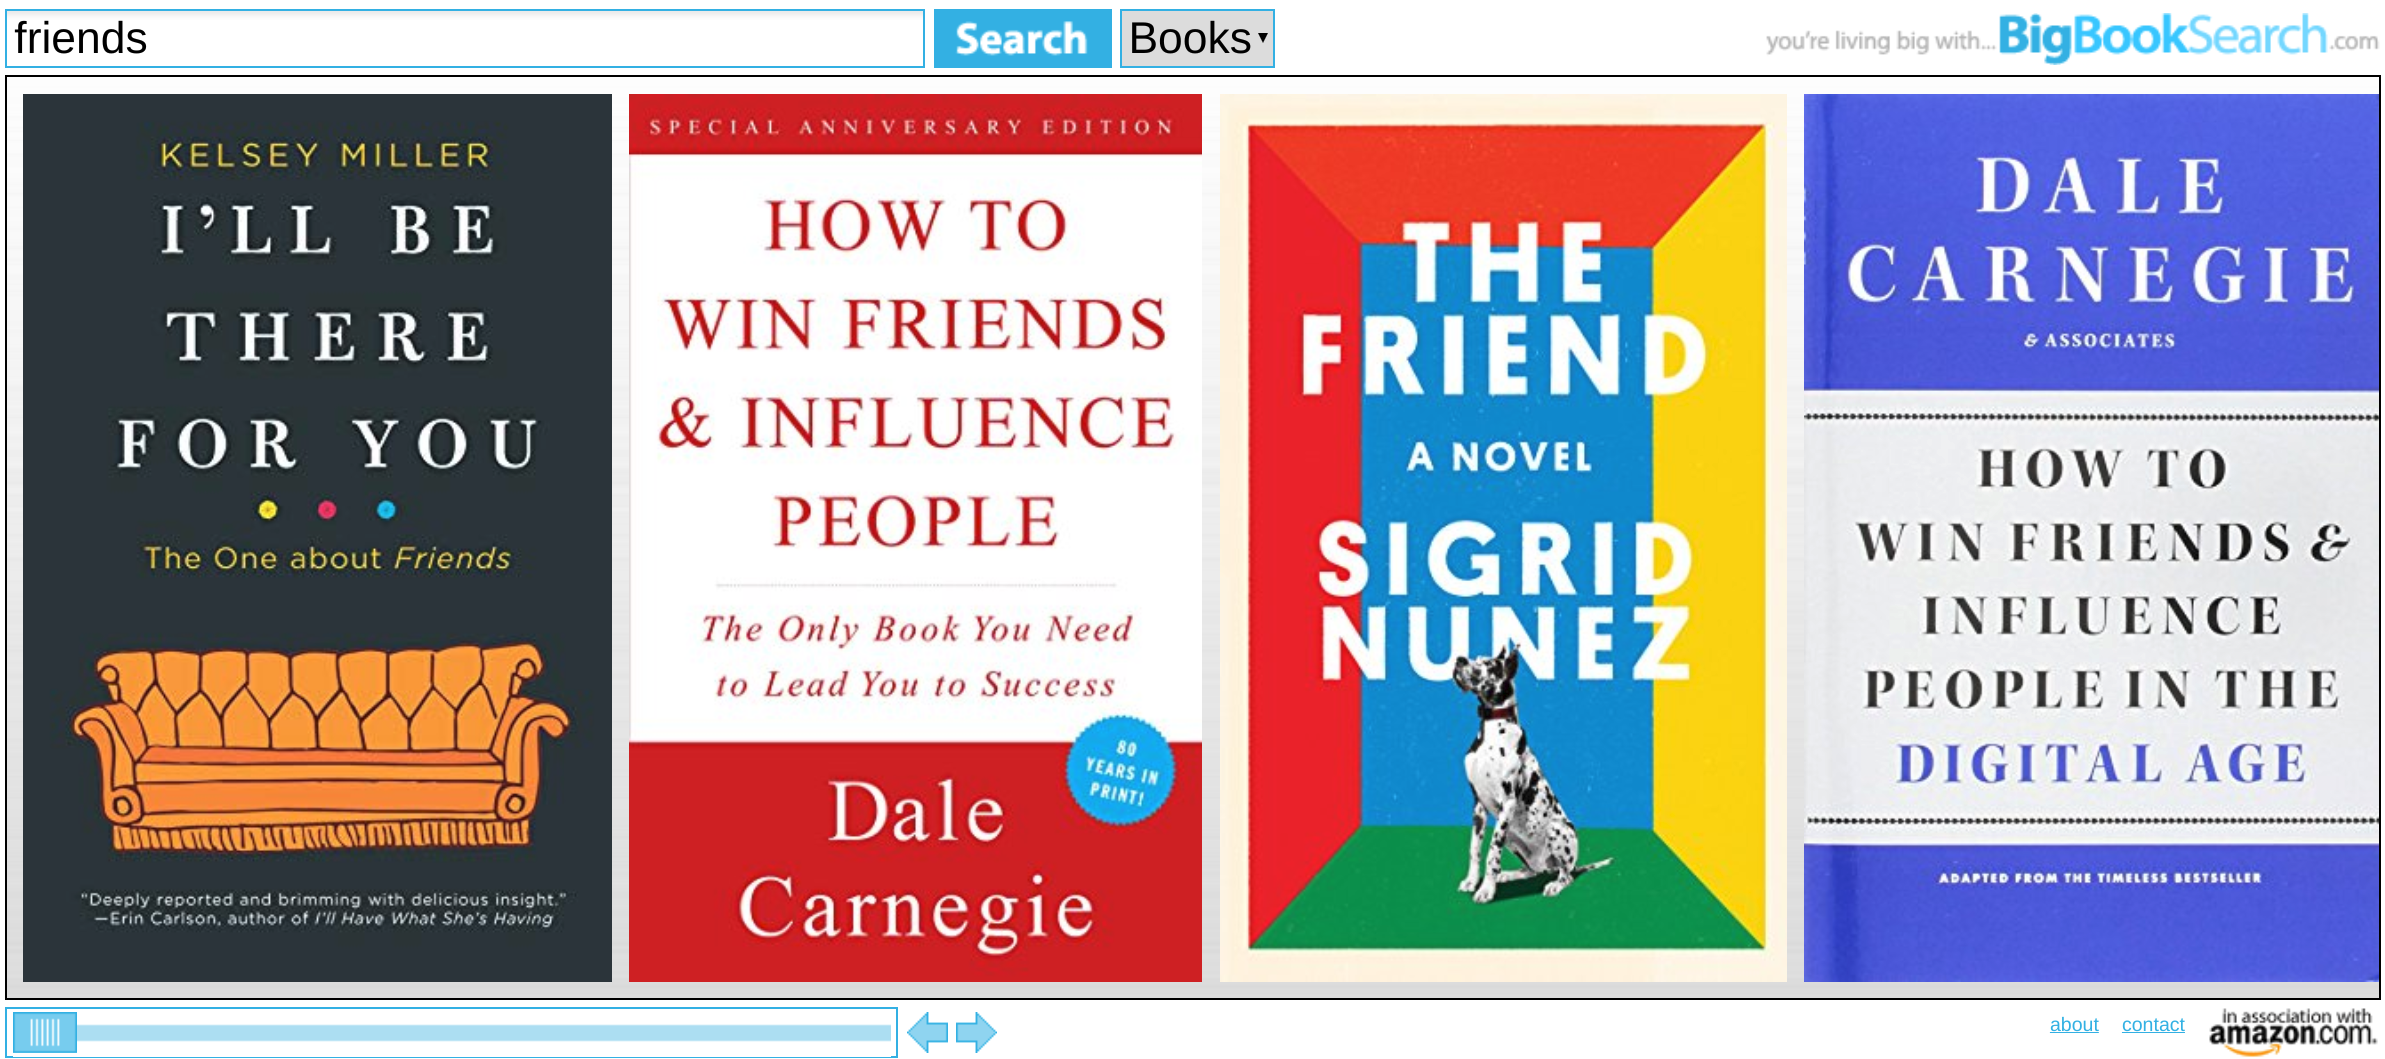 friends
Search
Books
you're living big with... BigBookSearch.com
KELSEY MILLER
I'LL BE
THERE
FOR YOU
The One about Friends
"Deeply reported and brimming with delicious insight."
—Erin Carlson, author of I'll Have What She's Having
SPECIAL ANNIVERSARY EDITION
HOW TO
WIN FRIENDS
& INFLUENCE
PEOPLE
The Only Book You Need
to Lead You to Success
80
YEARS IN
PRINT!
Dale
Carnegie
THE
FRIEND
A NOVEL
SIGRID
NUNEZ
DALE
CARNEGIE
& ASSOCIATES
HOW TO
WIN FRIENDS &
INFLUENCE
PEOPLE IN THE
DIGITAL AGE
ADAPTED FROM THE TIMELESS BESTSELLER
about contact
in association with
amazon.com.